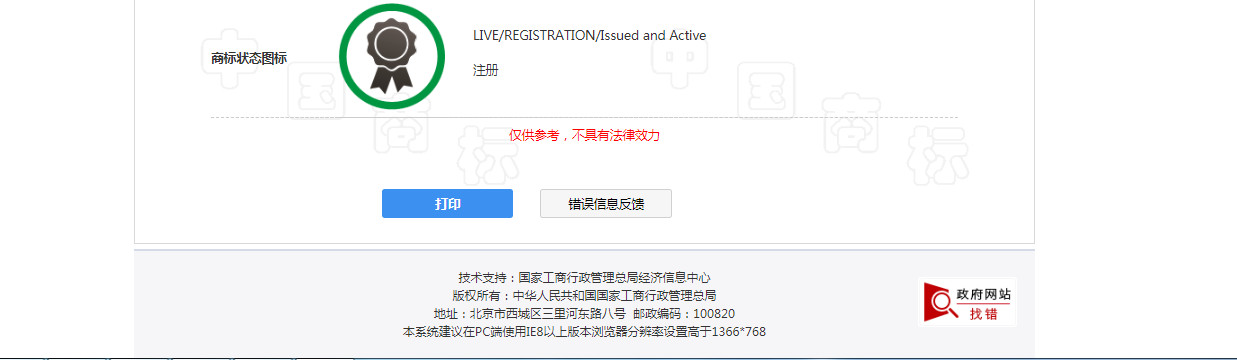 LIVE/REGISTRATION/Issued and Active
商标状态图标
注册
中国商标
中国商标
仅供参考，不具有法律效力
打印
错误信息反馈
技术支持：国家工商行政管理总局经济信息中心
版权所有：中华人民共和国国家工商行政管理总局
地址：北京市西城区三里河东路八号 邮政编码：100820
本系统建议在PC端使用IE8以上版本浏览器分辨率设置高于1366*768
政府网站
找错